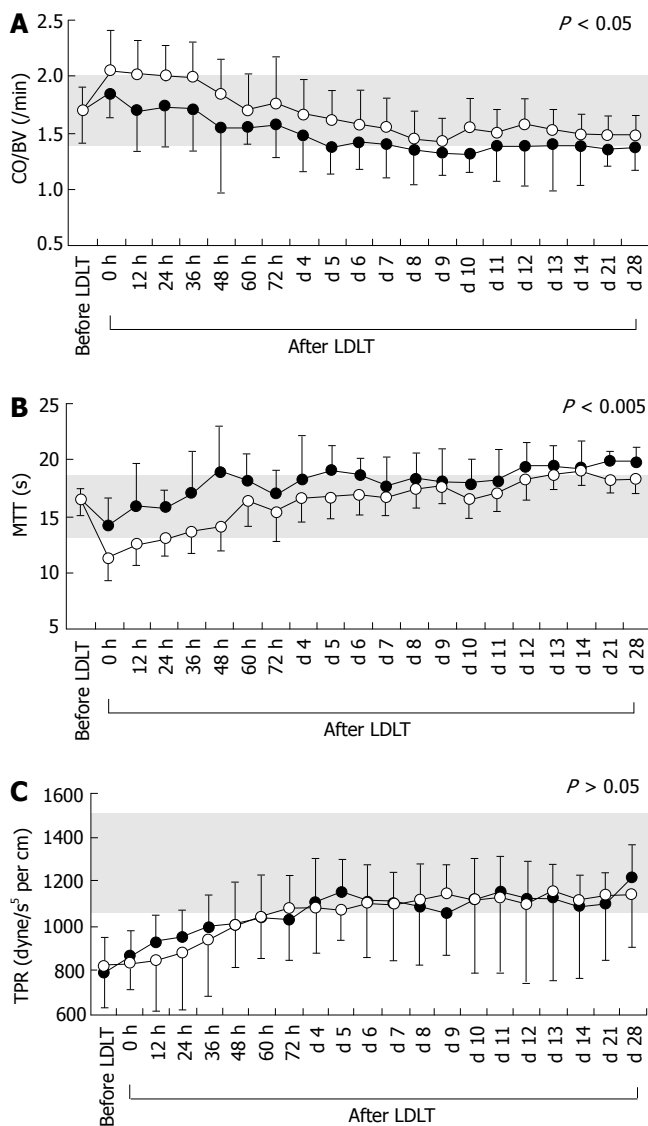 A
P < 0.05
CO/BV (/min)
2.5
2.0
1.5
1.0
0.5
Before LDLT
0 h
12 h
24 h
36 h
48 h
60 h
72 h
d 4
d 5
d 6
d 7
d 8
d 9
d 10
d 11
d 12
d 13
d 14
d 21
d 28
After LDLT
B
P < 0.005
MTT (s)
25
20
15
10
5
Before LDLT
0 h
12 h
24 h
36 h
48 h
60 h
72 h
d 4
d 5
d 6
d 7
d 8
d 9
d 10
d 11
d 12
d 13
d 14
d 21
d 28
After LDLT
C
P > 0.05
TPR (dyne/s⁵ per cm)
1600
1400
1200
1000
800
600
Before LDLT
0 h
12 h
24 h
36 h
48 h
60 h
72 h
d 4
d 5
d 6
d 7
d 8
d 9
d 10
d 11
d 12
d 13
d 14
d 21
d 28
After LDLT